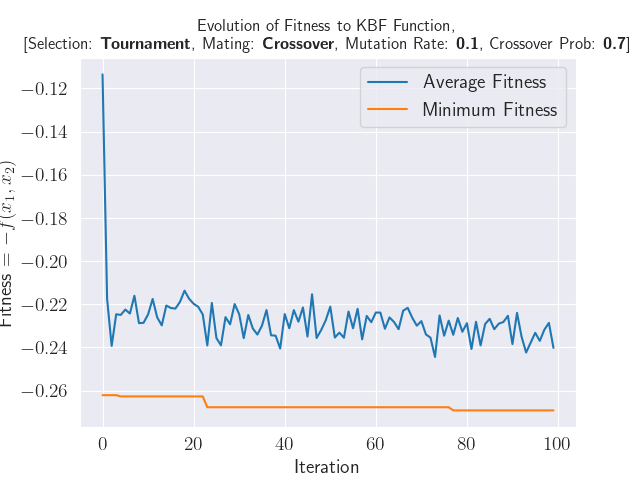 Evolution of Fitness to KBF Function,
[Selection: Tournament, Mating: Crossover, Mutation Rate: 0.1, Crossover Prob: 0.7]
Average Fitness
Minimum Fitness
−0.12
−0.14
−0.16
−0.18
−0.20
−0.22
−0.24
−0.26
Fitness = −f(x₁, x₂)
0 20 40 60 80 100
Iteration